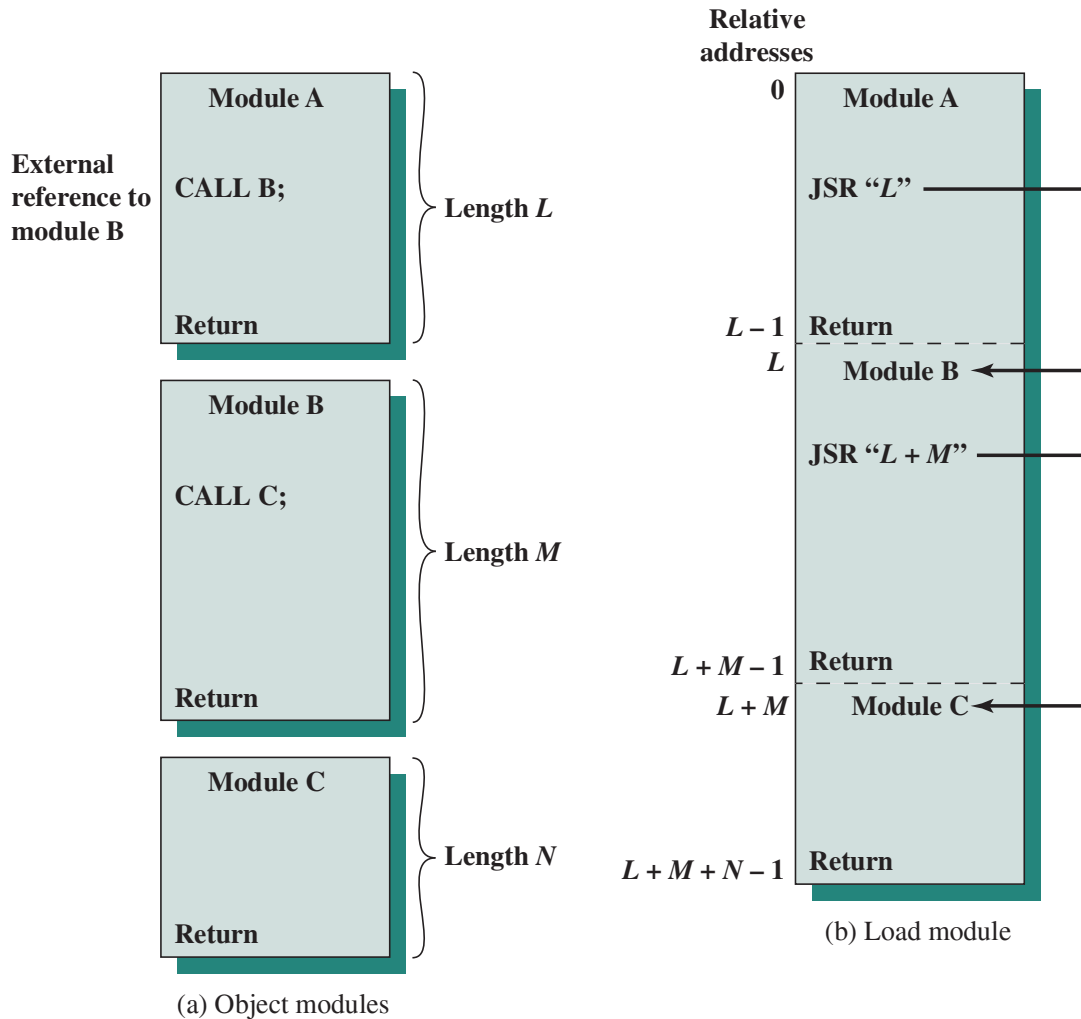 External
reference to
module B
Module A
CALL B;
Return
Length L
Module B
CALL C;
Return
Length M
Module C
Return
Length N
(a) Object modules
Relative
addresses
0
Module A
JSR “L”
L – 1
Return
L
Module B
JSR “L + M”
L + M – 1
Return
L + M
Module C
L + M + N – 1
Return
(b) Load module